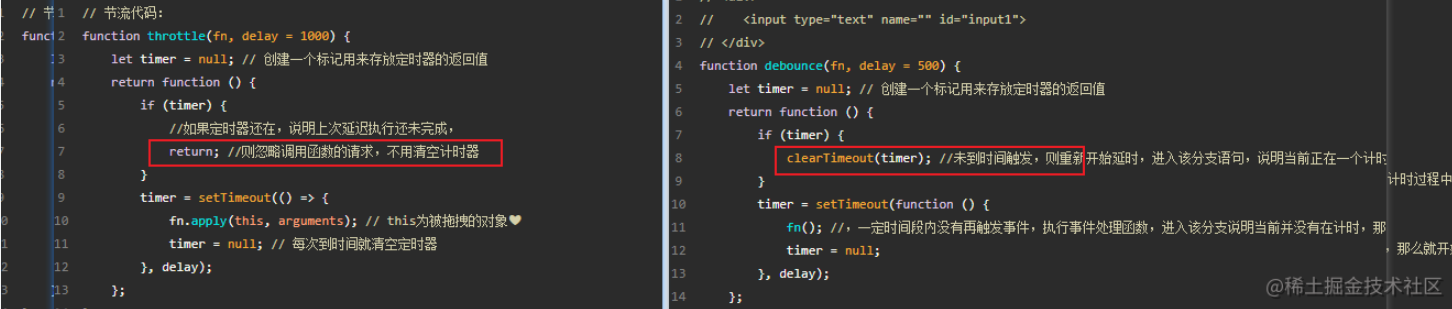 // 节
func
1 // 节流代码：
2 function throttle(fn, delay = 1000) {
3 let timer = null; // 创建一个标记用来存放定时器的返回值
4 return function () {
5 if (timer) {
6 //如果定时器还在，说明上次延迟执行还未完成，
7 return; //则忽略调用函数的请求，不用清空计时器
8 }
9 timer = setTimeout(() => {
10 fn.apply(this, arguments); // this为被拖拽的对象🤎
11 timer = null; // 每次到时间就清空定时器
12 }, delay);
13 };
2 // <input type="text" name="" id="input1">
3 // </div>
4 function debounce(fn, delay = 500) {
5 let timer = null; // 创建一个标记用来存放定时器的返回值
6 return function () {
7 if (timer) {
8 clearTimeout(timer); //未到时间触发，则重新开始延时，进入该分支语句，说明当前正在一个计时
计时过程中
9 }
10 timer = setTimeout(function () {
11 fn(); //，一定时间段内没有再触发事件，执行事件处理函数，进入该分支说明当前并没有在计时，那
，那么就开始
12 timer = null;
13 }, delay);
14 };
@稀土掘金技术社区